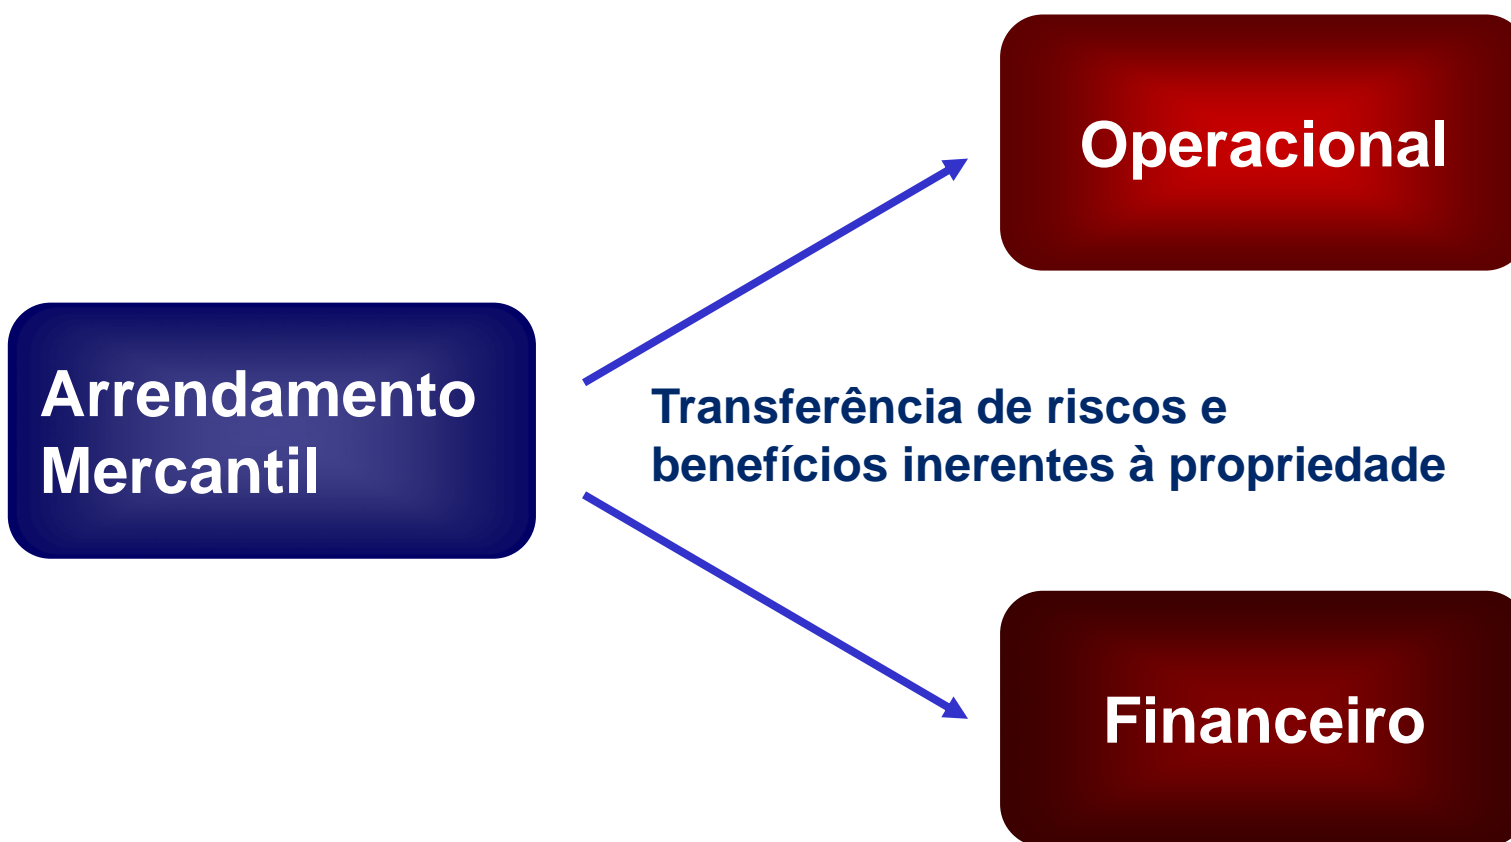 Operacional
Arrendamento
Mercantil
Transferência de riscos e
benefícios inerentes à propriedade
Financeiro